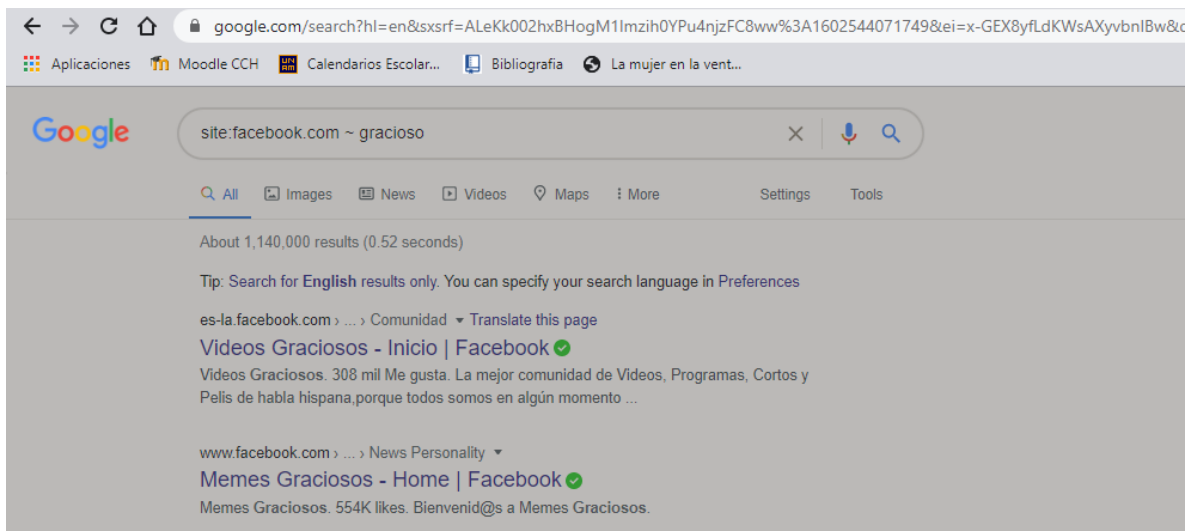 google.com/search?hl=en&sxsrf=ALeKk002hxBHogM1lmzih0YPu4njzFC8ww%3A1602544071749&ei=x-GEX8yfLdKWsAXyvbnIBw&c
Aplicaciones Moodle CCH Calendarios Escolar... Bibliografia La mujer en la vent...
Google site:facebook.com ~ gracioso
All Images News Videos Maps More Settings Tools
About 1,140,000 results (0.52 seconds)
Tip: Search for English results only. You can specify your search language in Preferences
es-la.facebook.com › ... › Comunidad Translate this page
Videos Graciosos - Inicio | Facebook
Videos Graciosos. 308 mil Me gusta. La mejor comunidad de Videos, Programas, Cortos y
Pelis de habla hispana,porque todos somos en algún momento ...
www.facebook.com › ... › News Personality
Memes Graciosos - Home | Facebook
Memes Graciosos. 554K likes. Bienvenid@s a Memes Graciosos.